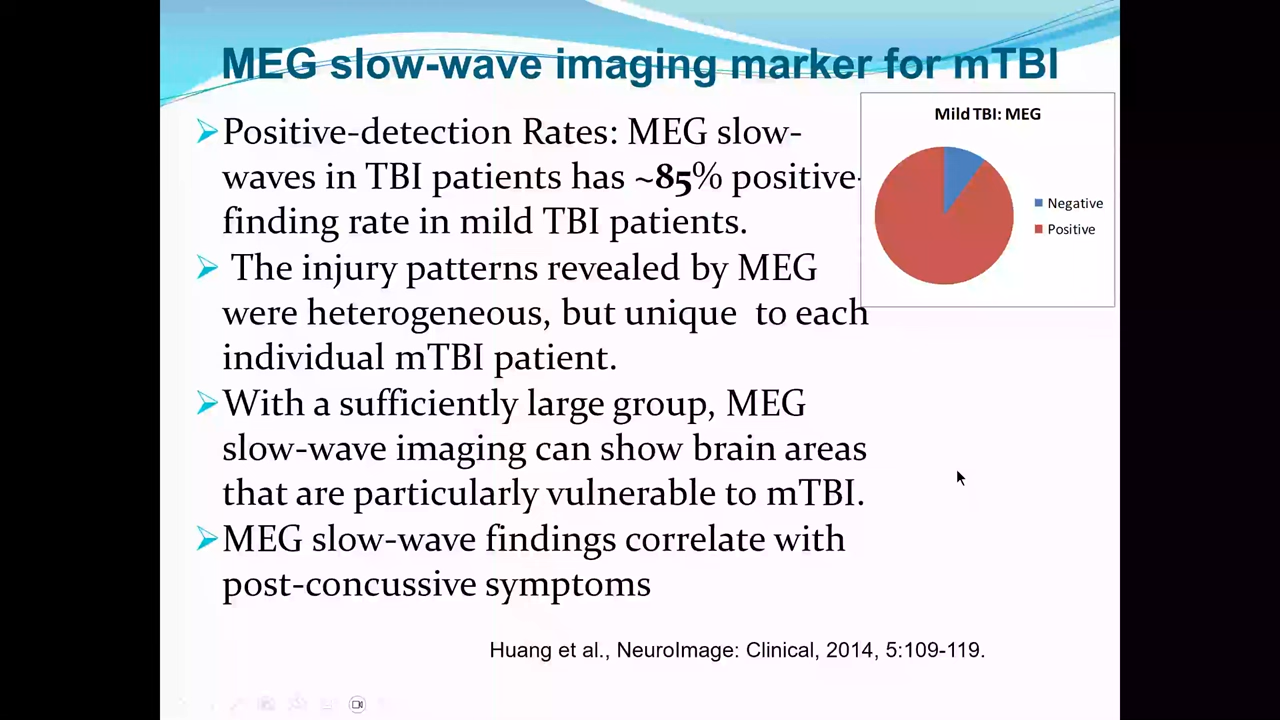 MEG slow-wave imaging marker for mTBI
Positive-detection Rates: MEG slow-
waves in TBI patients has ~85% positive-
finding rate in mild TBI patients.
The injury patterns revealed by MEG
were heterogeneous, but unique to each
individual mTBI patient.
With a sufficiently large group, MEG
slow-wave imaging can show brain areas
that are particularly vulnerable to mTBI.
MEG slow-wave findings correlate with
post-concussive symptoms
Mild TBI: MEG
Negative
Positive
Huang et al., NeuroImage: Clinical, 2014, 5:109-119.